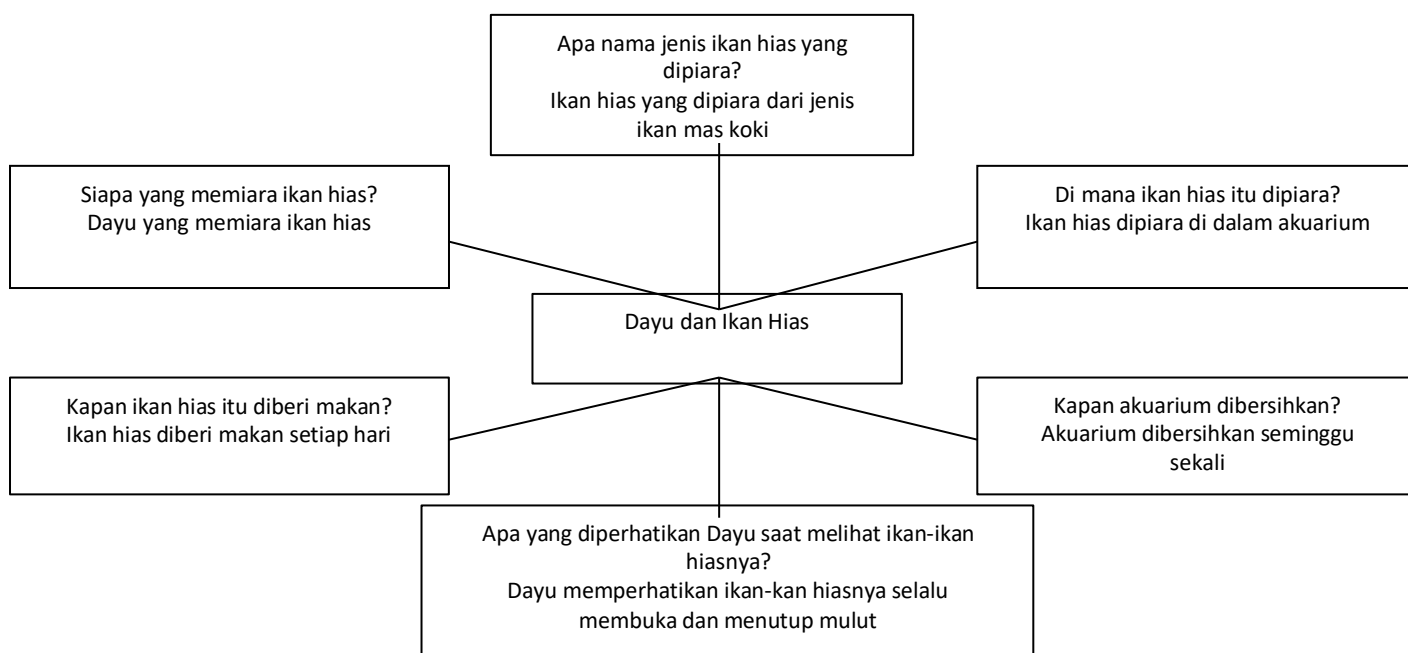 Apa nama jenis ikan hias yang
dipiara?
Ikan hias yang dipiara dari jenis
ikan mas koki
Siapa yang memiara ikan hias?
Dayu yang memiara ikan hias
Di mana ikan hias itu dipiara?
Ikan hias dipiara di dalam akuarium
Dayu dan Ikan Hias
Kapan ikan hias itu diberi makan?
Ikan hias diberi makan setiap hari
Kapan akuarium dibersihkan?
Akuarium dibersihkan seminggu
sekali
Apa yang diperhatikan Dayu saat melihat ikan-ikan
hiasnya?
Dayu memperhatikan ikan-kan hiasnya selalu
membuka dan menutup mulut